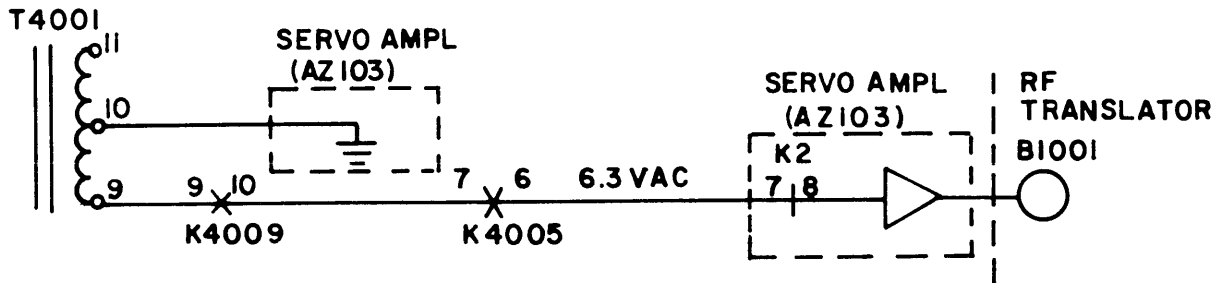 T4001
11
SERVO AMPL
(AZ103)
10
9
9
10
K4009
7
6
K4005
6.3 VAC
SERVO AMPL
(AZ103)
K2
7
8
RF
TRANSLATOR
B1001